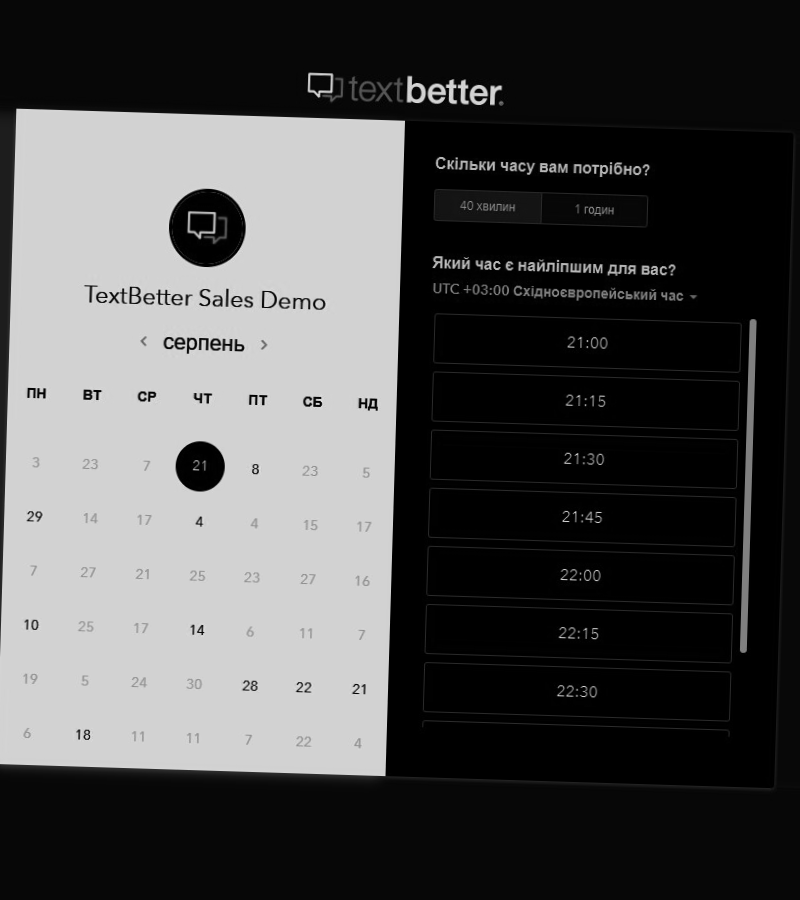 textbetter.
TextBetter Sales Demo
серпень
ПН ВТ СР ЧТ ПТ СБ НД
3 23 7 21 8 23 5
29 14 17 4 4 15 17
7 27 21 25 23 27 16
10 25 17 14 6 11 7
19 5 24 30 28 22 21
6 18 11 11 7 22 4
Скільки часу вам потрібно?
40 хвилин 1 годин
Який час є найліпшим для вас?
UTC +03:00 Східноєвропейський час
21:00
21:15
21:30
21:45
22:00
22:15
22:30